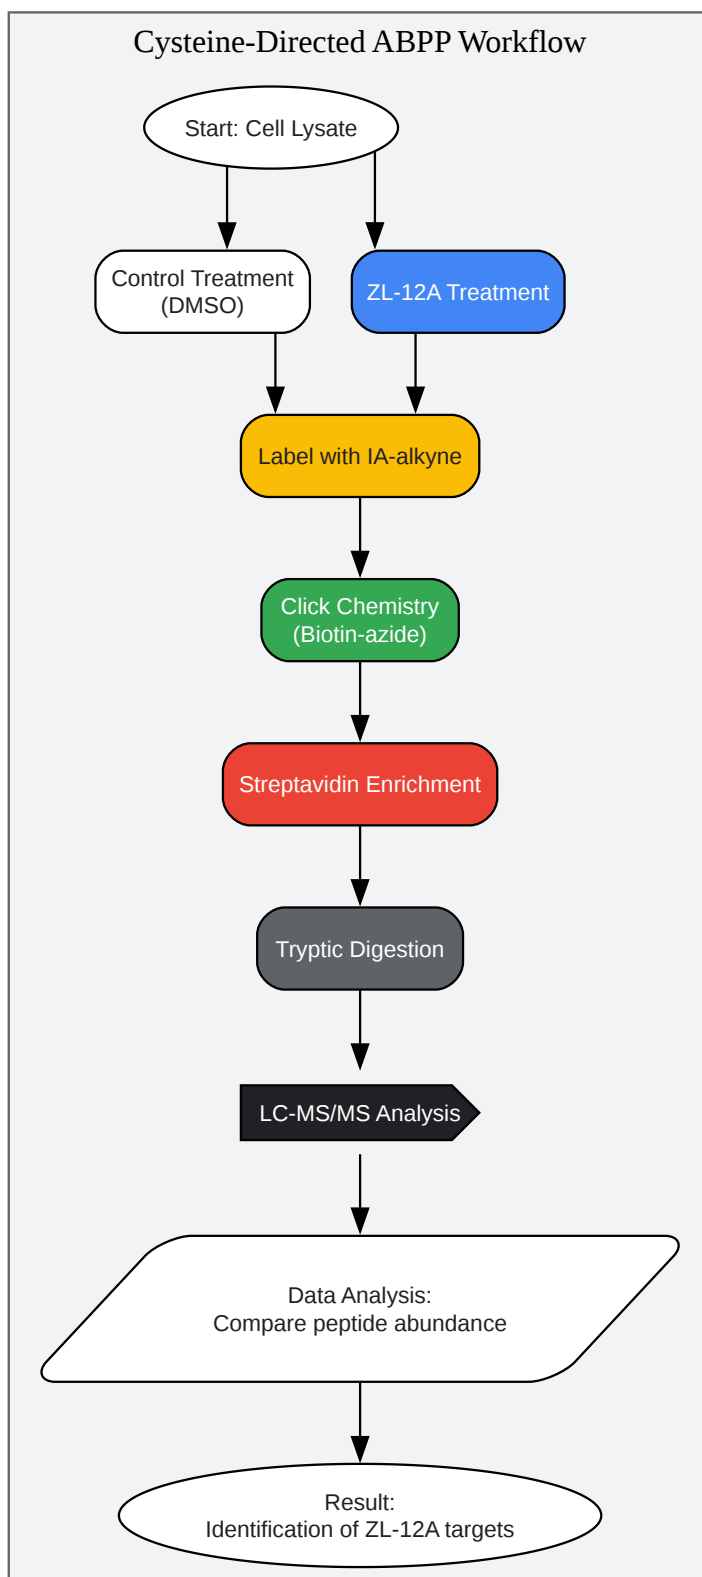 Cysteine-Directed ABPP Workflow
Start: Cell Lysate
Control Treatment
(DMSO)
ZL-12A Treatment
Label with IA-alkyne
Click Chemistry
(Biotin-azide)
Streptavidin Enrichment
Tryptic Digestion
LC-MS/MS Analysis
Data Analysis:
Compare peptide abundance
Result:
Identification of ZL-12A targets